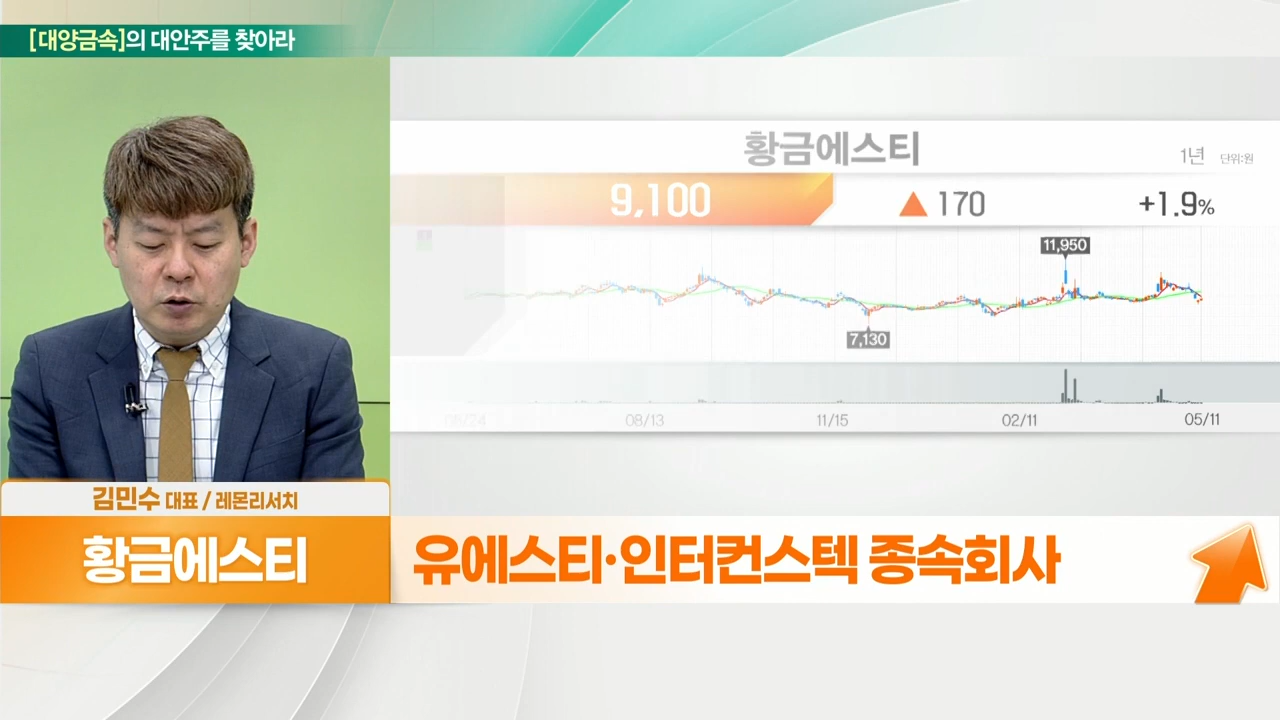 [대양금속]의 대안주를 찾아라
황금에스티
1년 단위:원
9,100 ▲ 170 +1.9%
11,950
7,130
08/13 11/15 02/11 05/11
김민수 대표 / 레몬리서치
황금에스티
유에스티·인터컨스텍 종속회사